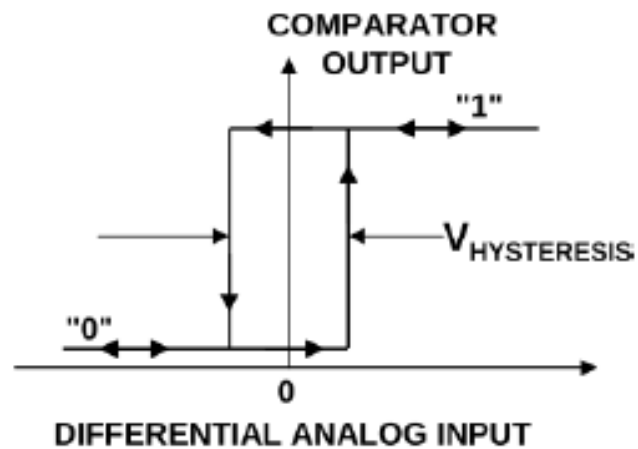 COMPARATOR
OUTPUT
"1"
VHYSTERESIS
"0"
0
DIFFERENTIAL ANALOG INPUT